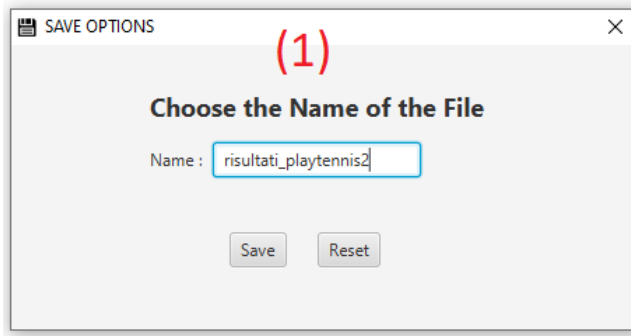 SAVE OPTIONS
(1)
Choose the Name of the File
Name : risultati_playtennis2
Save Reset